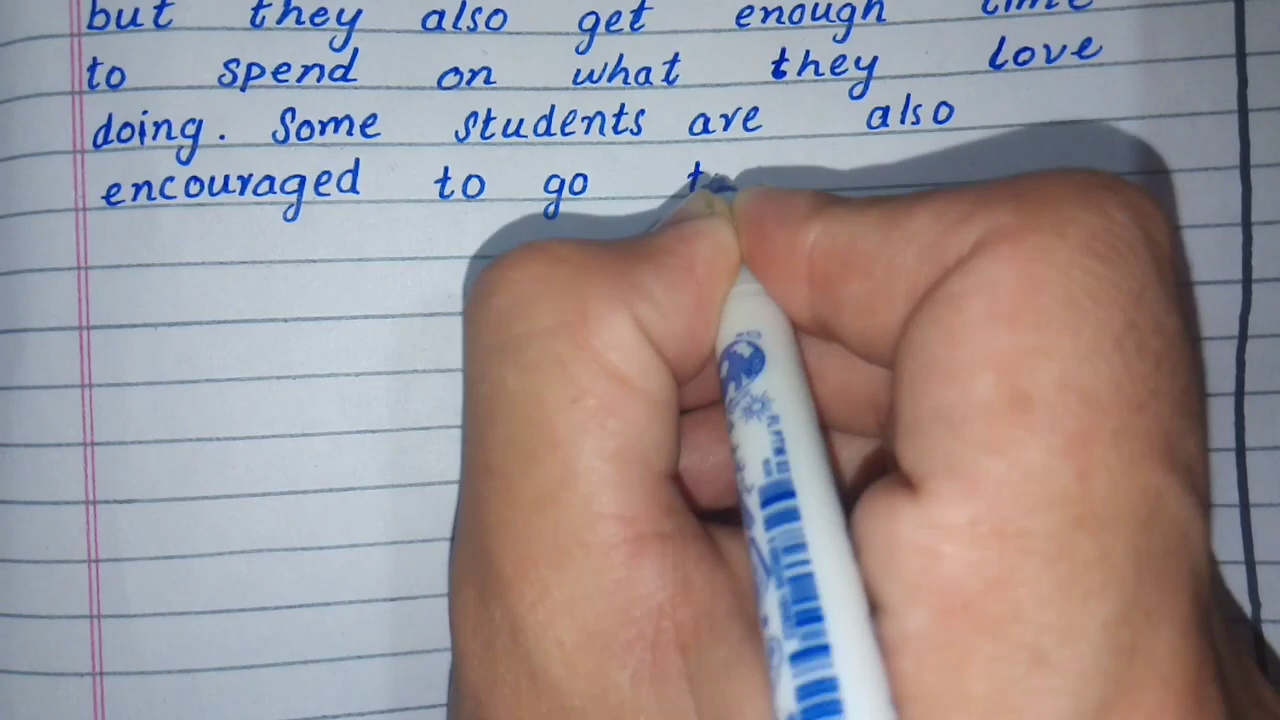 but they also get enough time
to spend on what they love
doing. Some students are also
encouraged to go